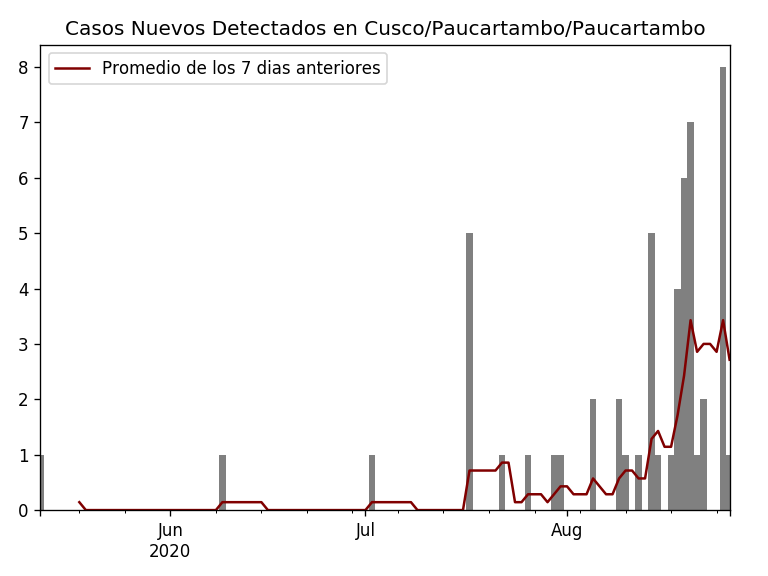 Casos Nuevos Detectados en Cusco/Paucartambo/Paucartambo
Promedio de los 7 dias anteriores
8
7
6
5
4
3
2
1
0
Jun
2020
Jul
Aug